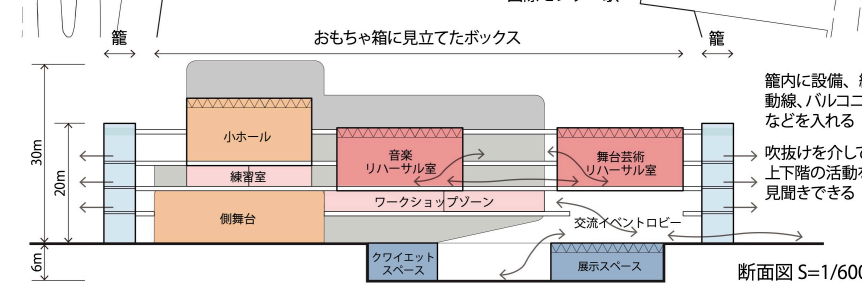 籠
おもちゃ箱に見立てたボックス
籠
籠内に設備、
動線、バルコニ
などを入れる
吹抜けを介して
上下階の活動を
見聞きできる
30m
20m
6m
小ホール
音楽
リハーサル室
舞台芸術
リハーサル室
練習室
ワークショップゾーン
側舞台
交流イベントロビー
クワイエット
スペース
展示スペース
断面図 S=1/600